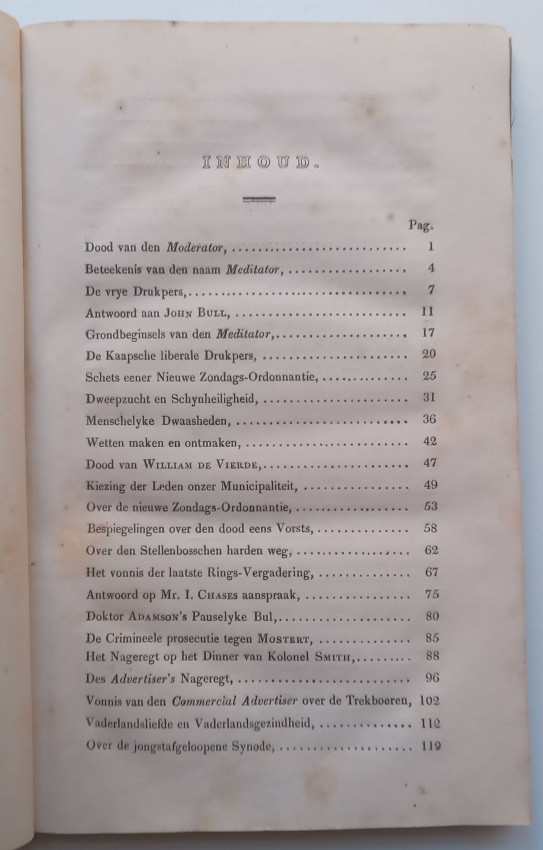 INHOUD.
Pag.
Dood van den Moderator, 1
Beteekenis van den naam Meditator, 4
De vrye Drukpers, 7
Antwoord aan JOHN BULL, 11
Grondbeginsels van den Meditator, 17
De Kaapsche liberale Drukpers, 20
Schets eener Nieuwe Zondags-Ordonnantie, 25
Dweepzucht en Schynheiligheid, 31
Menschelyke Dwaasheden, 36
Wetten maken en ontmaken, 42
Dood van WILLIAM DE VIERDE, 47
Kiezing der Leden onzer Municipaliteit, 49
Over de nieuwe Zondags-Ordonnantie, 53
Bespiegelingen over den dood eens Vorsts, 58
Over den Stellenbosschen harden weg, 62
Het vonnis der laatste Rings-Vergadering, 67
Antwoord op Mr. I. CHASES aanspraak, 75
Doktor ADAMSON's Pauselyke Bul, 80
De Crimineele prosecutie tegen MOSTERT, 85
Het Nageregt op het Dinner van Kolonel SMITH, 88
Des Advertiser's Nageregt, 96
Vonnis van den Commercial Advertiser over de Trekboeren, 102
Vaderlandsliefde en Vaderlandsgezindheid, 112
Over de jongstafgeloopene Synode, 119